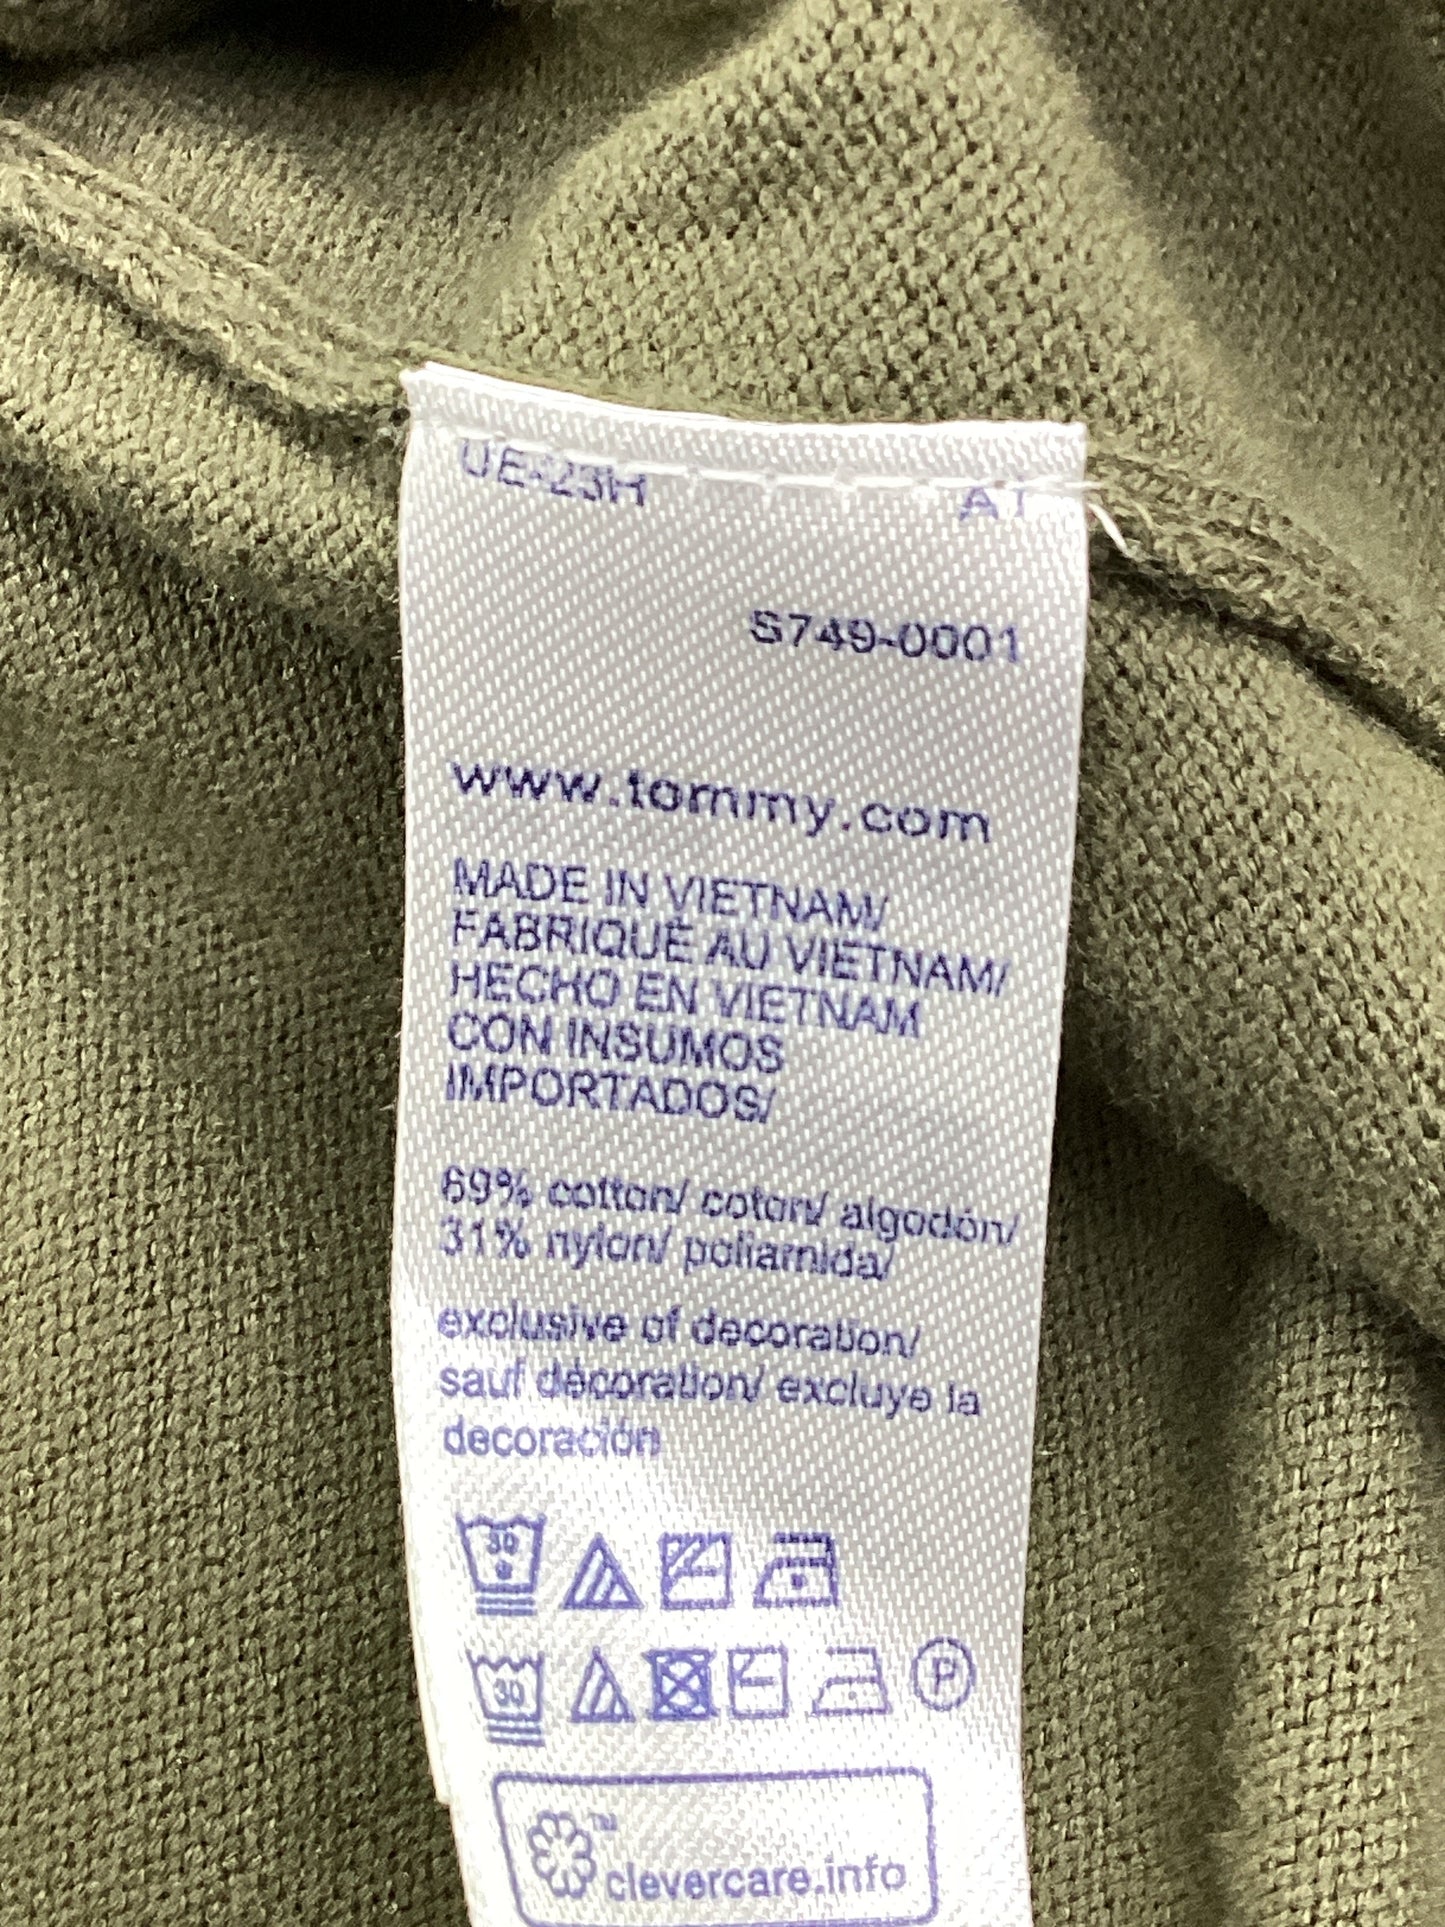 UE-23H
S749-0001
www.tommy.com
MADE IN VIETNAM/
FABRIQUÉ AU VIETNAM/
HECHO EN VIETNAM
CON INSUMOS
IMPORTADOS/
69% cotton/ coton/ algodón/
31% nylon/ poliamida/
exclusive of decoration/
sauf décoration/ excluye la
decoración
30
30
P
TM
clevercare.info